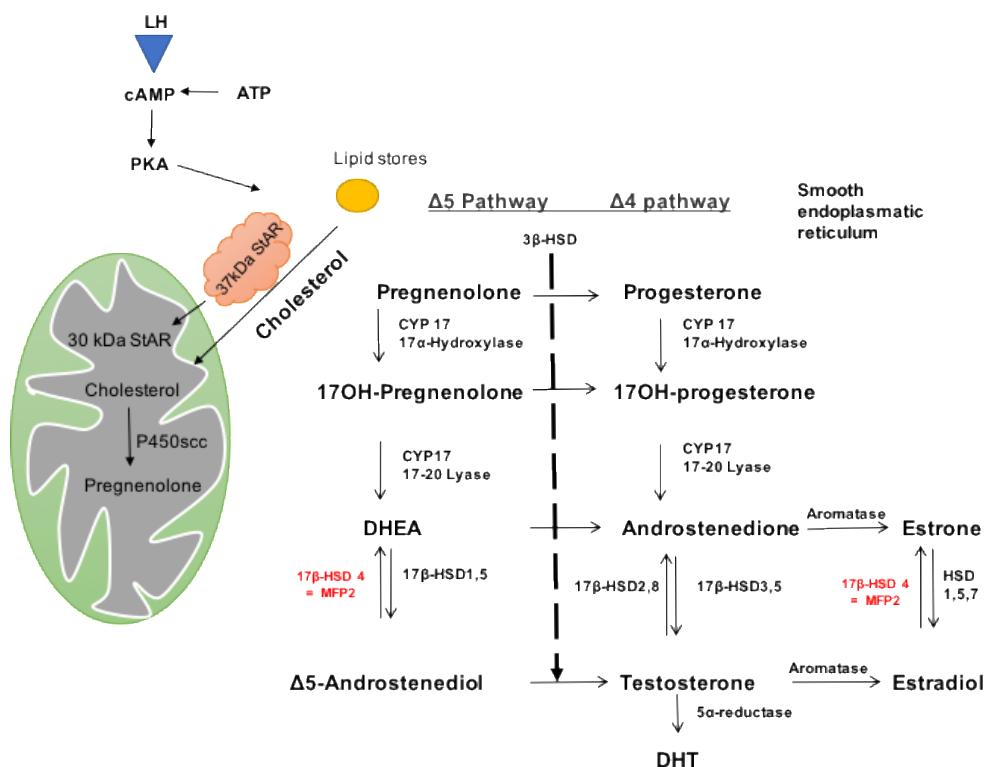 LH
cAMP
ATP
PKA
Lipid stores
Δ5 Pathway
Δ4 pathway
Smooth
endoplasmatic
reticulum
37kDa StAR
Cholesterol
3β-HSD
Pregnenolone
Progesterone
CYP 17
17α-Hydroxylase
CYP 17
17α-Hydroxylase
30 kDa StAR
Cholesterol
P450scc
Pregnenolone
17OH-Pregnenolone
17OH-progesterone
CYP17
17-20 Lyase
CYP17
17-20 Lyase
DHEA
Androstenedione
Aromatase
Estrone
17β-HSD 4
= MFP2
17β-HSD1,5
17β-HSD2,8
17β-HSD3,5
17β-HSD 4
= MFP2
HSD
1,5,7
Δ5-Androstenediol
Testosterone
Aromatase
Estradiol
5α-reductase
DHT